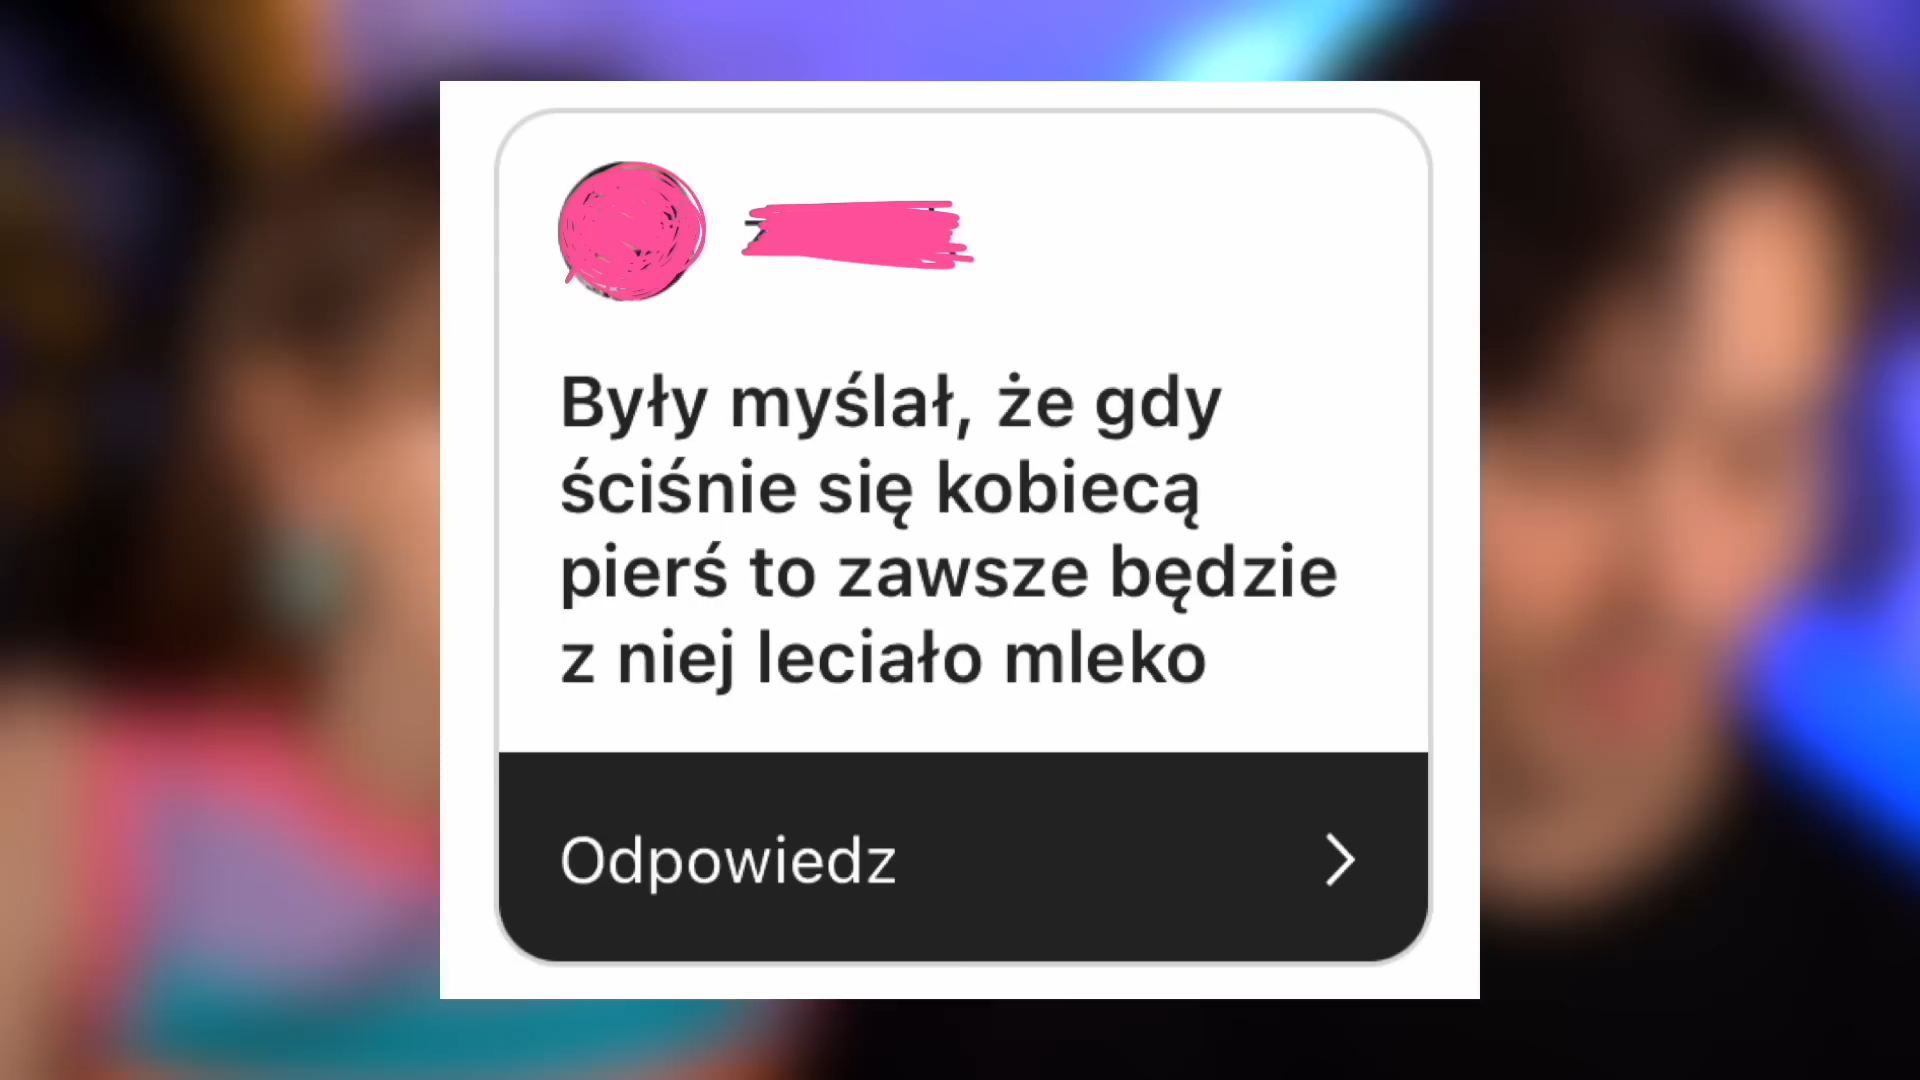 Były myślał, że gdy
ściśnie się kobiecą
pierś to zawsze będzie
z niej leciało mleko
Odpowiedz